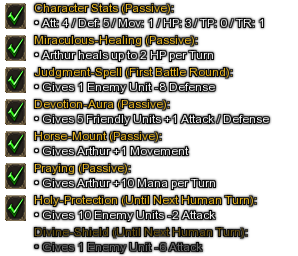 Character Stats (Passive):
• Att: 4 / Def: 5 / Mov: 1 / HP: 3 / TP: 0 / TR: 1
Miraculous-Healing (Passive):
• Arthur heals up to 2 HP per Turn
Judgment-Spell (First Battle Round):
• Gives 1 Enemy Unit -8 Defense
Devotion-Aura (Passive):
• Gives 5 Friendly Units +1 Attack / Defense
Horse-Mount (Passive):
• Gives Arthur +1 Movement
Praying (Passive):
• Gives Arthur +10 Mana per Turn
Holy-Protection (Until Next Human Turn):
• Gives 10 Enemy Units -2 Attack
Divine-Shield (Until Next Human Turn):
• Gives 1 Enemy Unit -6 Attack